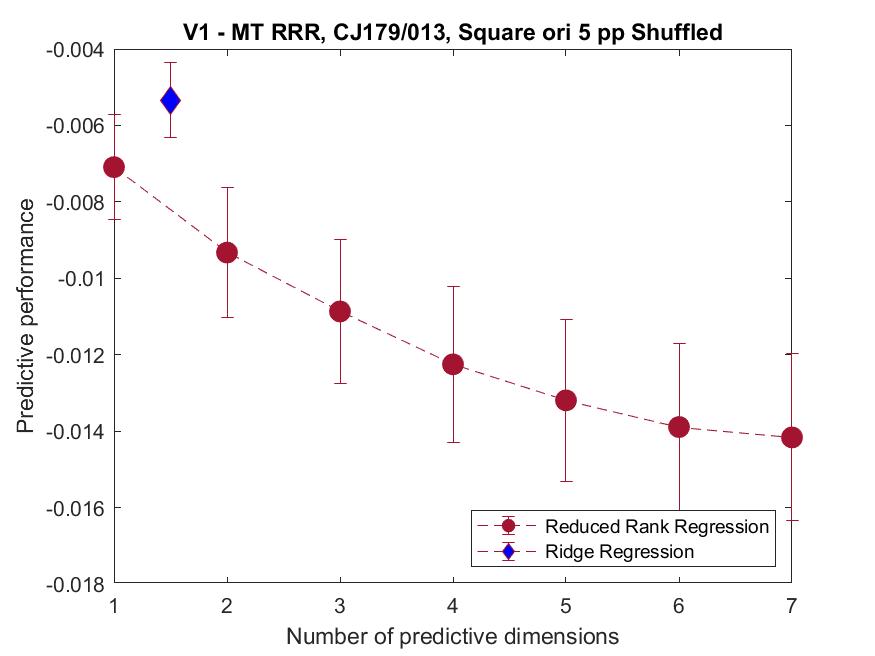 V1 - MT RRR, CJ179/013, Square ori 5 pp Shuffled
-0.004
-0.006
-0.008
-0.01
-0.012
-0.014
-0.016
-0.018
Predictive performance
1 2 3 4 5 6 7
Number of predictive dimensions
Reduced Rank Regression
Ridge Regression